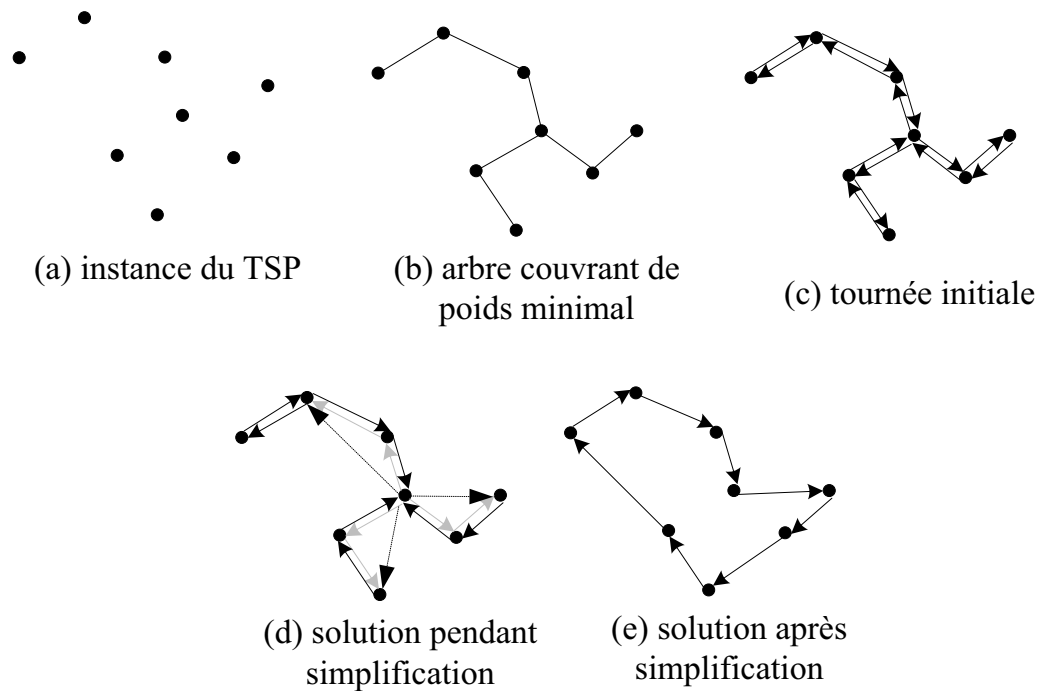 (a) instance du TSP
(b) arbre couvrant de
poids minimal
(c) tournée initiale
(d) solution pendant
simplification
(e) solution après
simplification